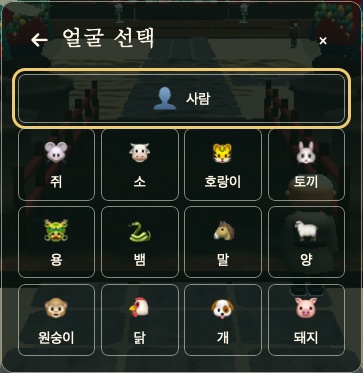 얼굴 선택 ×
사람
쥐 소 호랑이 토끼
용 뱀 말 양
원숭이 닭 개 돼지